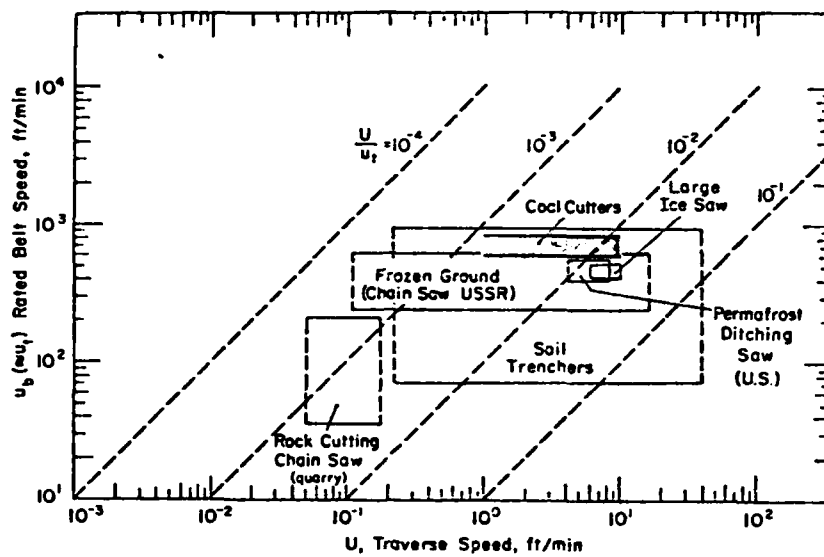 10⁴
10³
10²
10¹
u_b (≈u_t) Rated Belt Speed, ft/min
U/u_t = 10⁻⁴
10⁻³
10⁻²
10⁻¹
Large
Ice Saw
Coal Cutters
Frozen Ground
(Chain Saw USSR)
Permafrost
Ditching
Saw
(U.S.)
Soil
Trenchers
Rock Cutting
Chain Saw
(quarry)
10⁻³
10⁻²
10⁻¹
10⁰
10¹
10²
U, Traverse Speed, ft/min